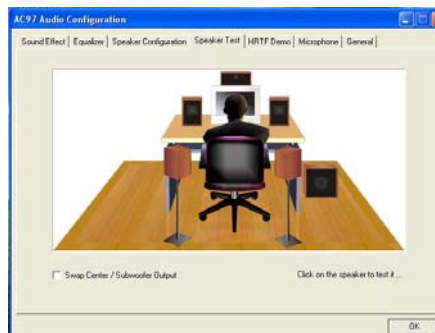 AC97 Audio Configuration
Sound Effect Equalizer Speaker Configuration Speaker Test HRTF Demo Microphone General
Swap Center / Subwoofer Output
Click on the speaker to test it ...
OK